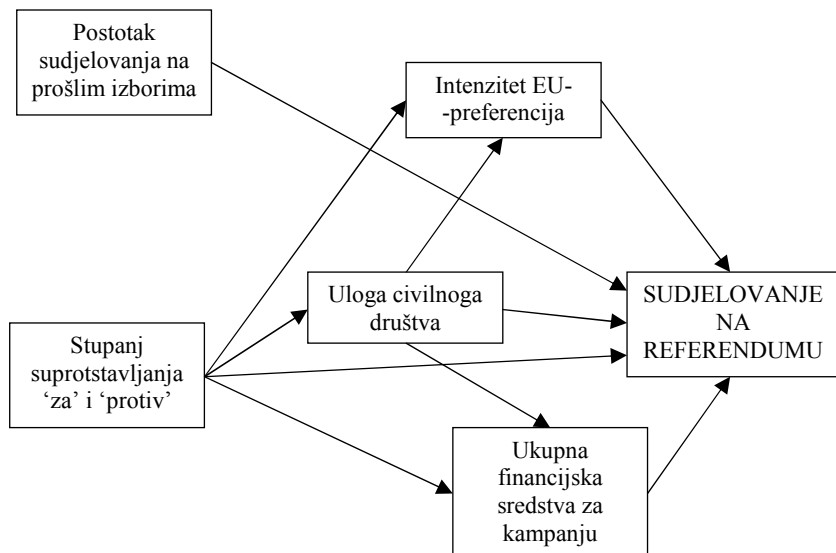 Postotak
sudjelovanja na
prošlim izborima
Intenzitet EU-
-preferencija
Uloga civilnoga
društva
SUDJELOVANJE
NA
REFERENDUMU
Stupanj
suprotstavljanja
‘za’ i ‘protiv’
Ukupna
financijska
sredstva za
kampanju